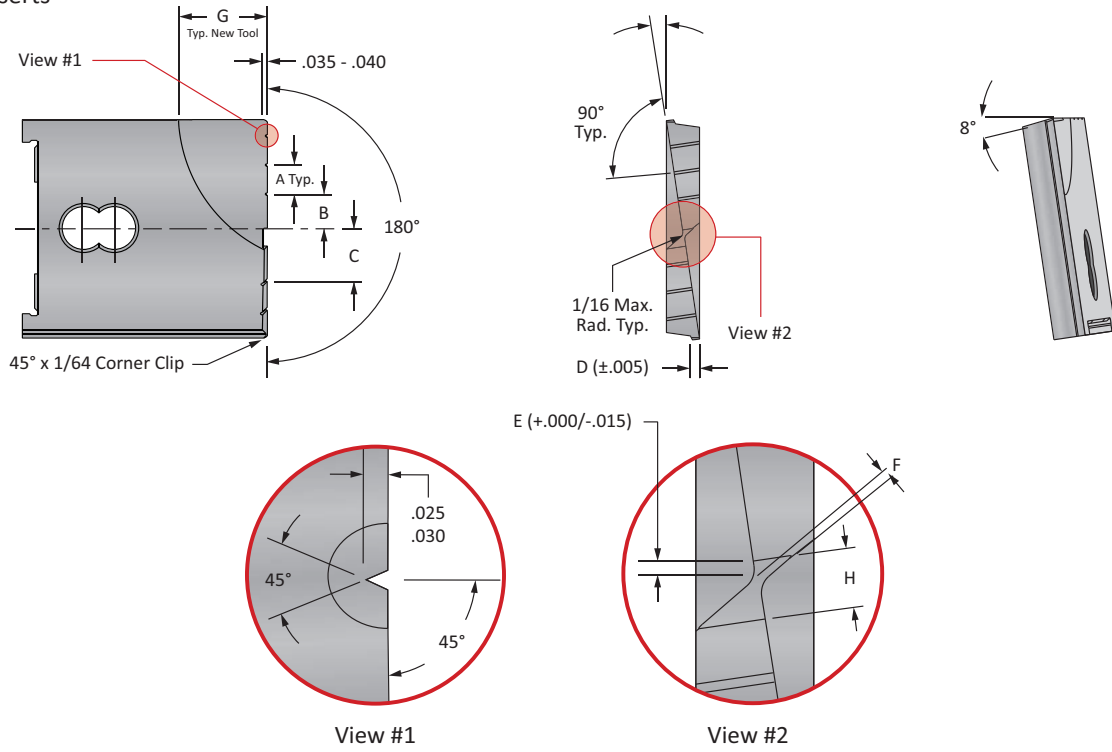 G
Typ. New Tool
View #1
.035 - .040
A Typ.
B
C
180°
45° x 1/64 Corner Clip
90°
Typ.
1/16 Max.
Rad. Typ.
View #2
D (±.005)
8°
E (+.000/-.015)
.025
.030
45°
45°
View #1
F
H
View #2